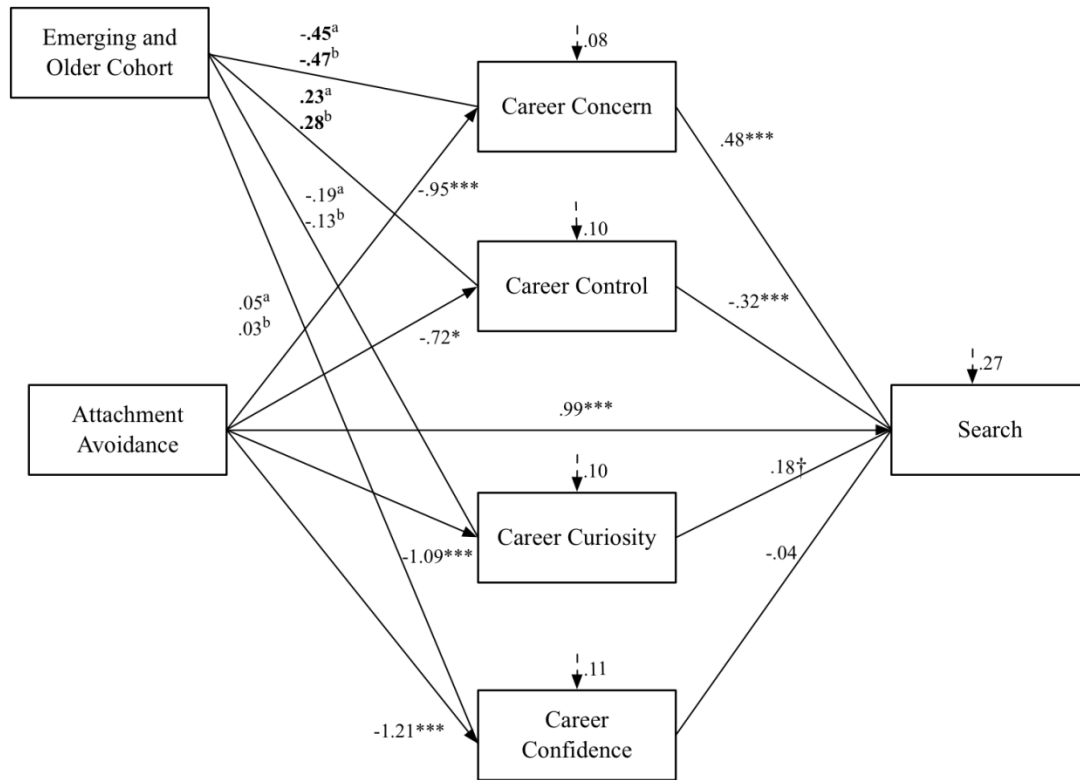 Emerging and
Older Cohort
-.45ᵃ
-.47ᵇ
.23ᵃ
.28ᵇ
.08
Career Concern
.48***
-.19ᵃ
-.13ᵇ
-.95***
.10
Career Control
-.32***
.05ᵃ
.03ᵇ
-.72*
.27
Attachment
Avoidance
.99***
Search
.10
.18†
Career Curiosity
-1.09***
-.04
.11
-1.21***
Career
Confidence